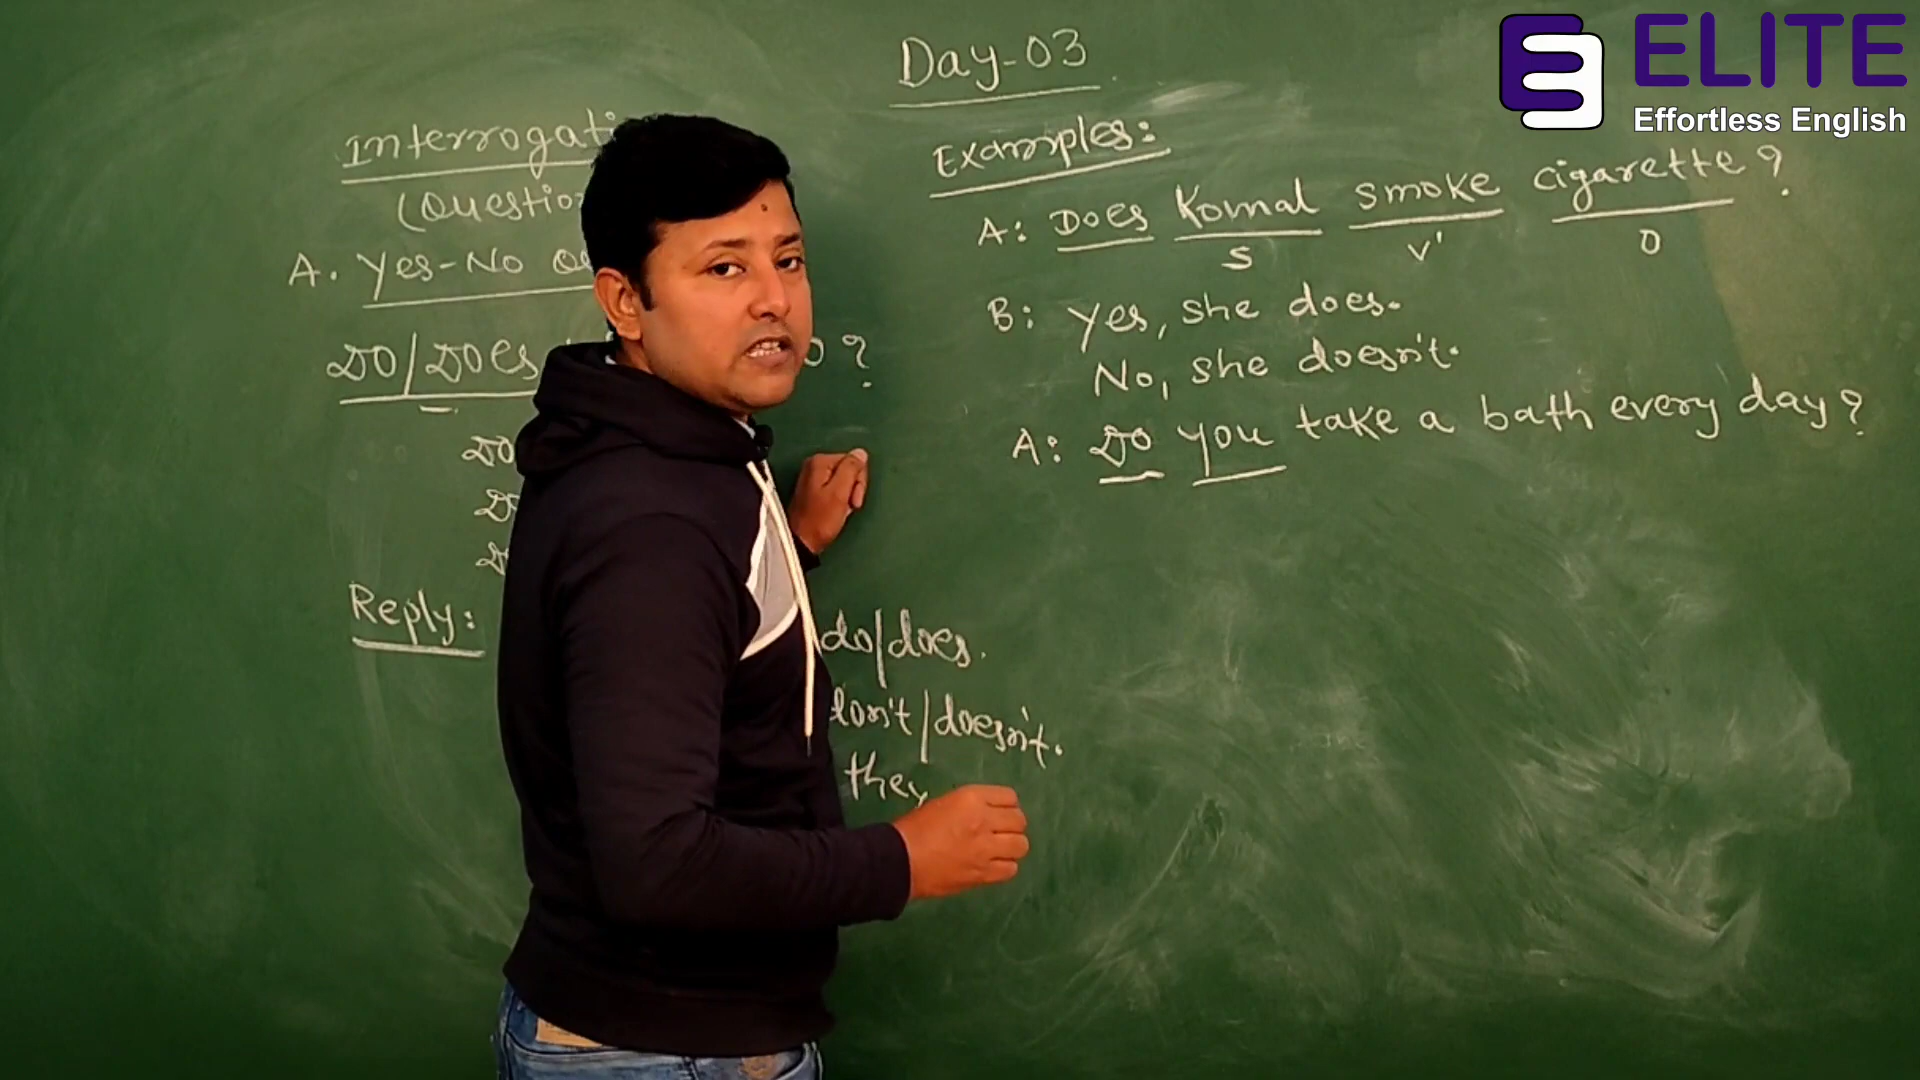 Day-03
ELITE
Effortless English
Interrogati
(Questio
A. Yes-No
DO/DOES O?
DO
Reply:
do/does.
don't/doesn't.
they
Examples:
A: Does Komal smoke cigarette?
S V' O
B: Yes, she does.
No, she doesn't.
A: Do you take a bath every day?